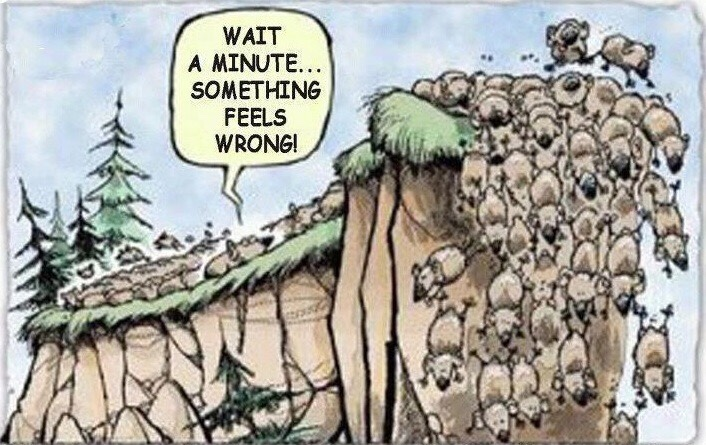 WAIT
A MINUTE...
SOMETHING
FEELS
WRONG!